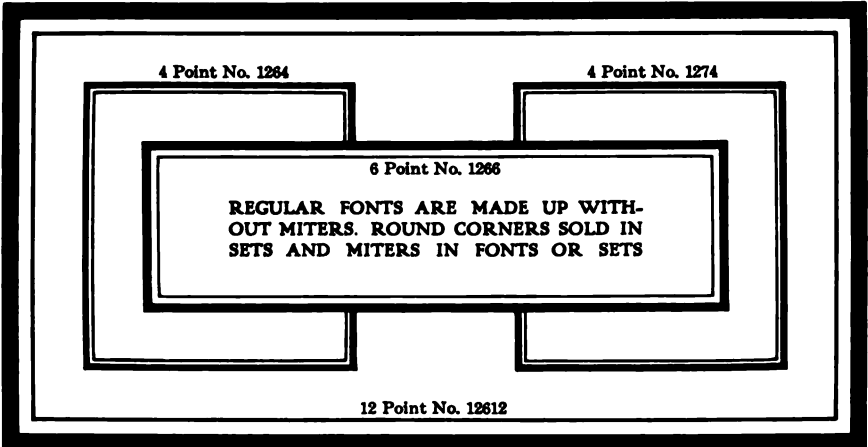 4 Point No. 1264
4 Point No. 1274
6 Point No. 1266
REGULAR FONTS ARE MADE UP WITH-
OUT MITERS. ROUND CORNERS SOLD IN
SETS AND MITERS IN FONTS OR SETS
12 Point No. 12612